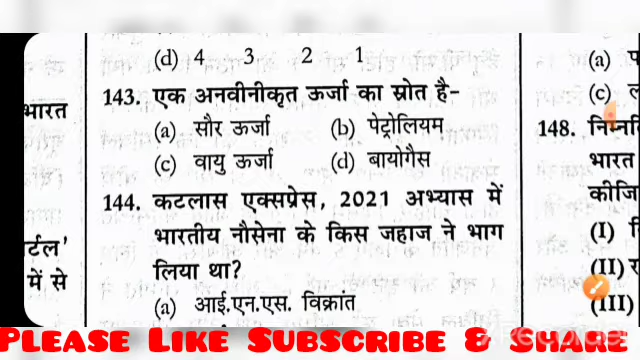 (d) 4 3 2 1
143. एक अनवीनीकृत ऊर्जा का स्रोत है-
(a) सौर ऊर्जा (b) पेट्रोलियम
(c) वायु ऊर्जा (d) बायोगैस
144. कटलास एक्सप्रेस, 2021 अभ्यास में
भारतीय नौसेना के किस जहाज ने भाग
लिया था?
(a) आई.एन.एस. विक्रांत
भारत
र्टल'
में से
(a) प
(c) ल
148. निम्नलि
भारत
कीजि
(I)
(II) र
(III)
PLEASE LIKE SUBSCRIBE & SHARE